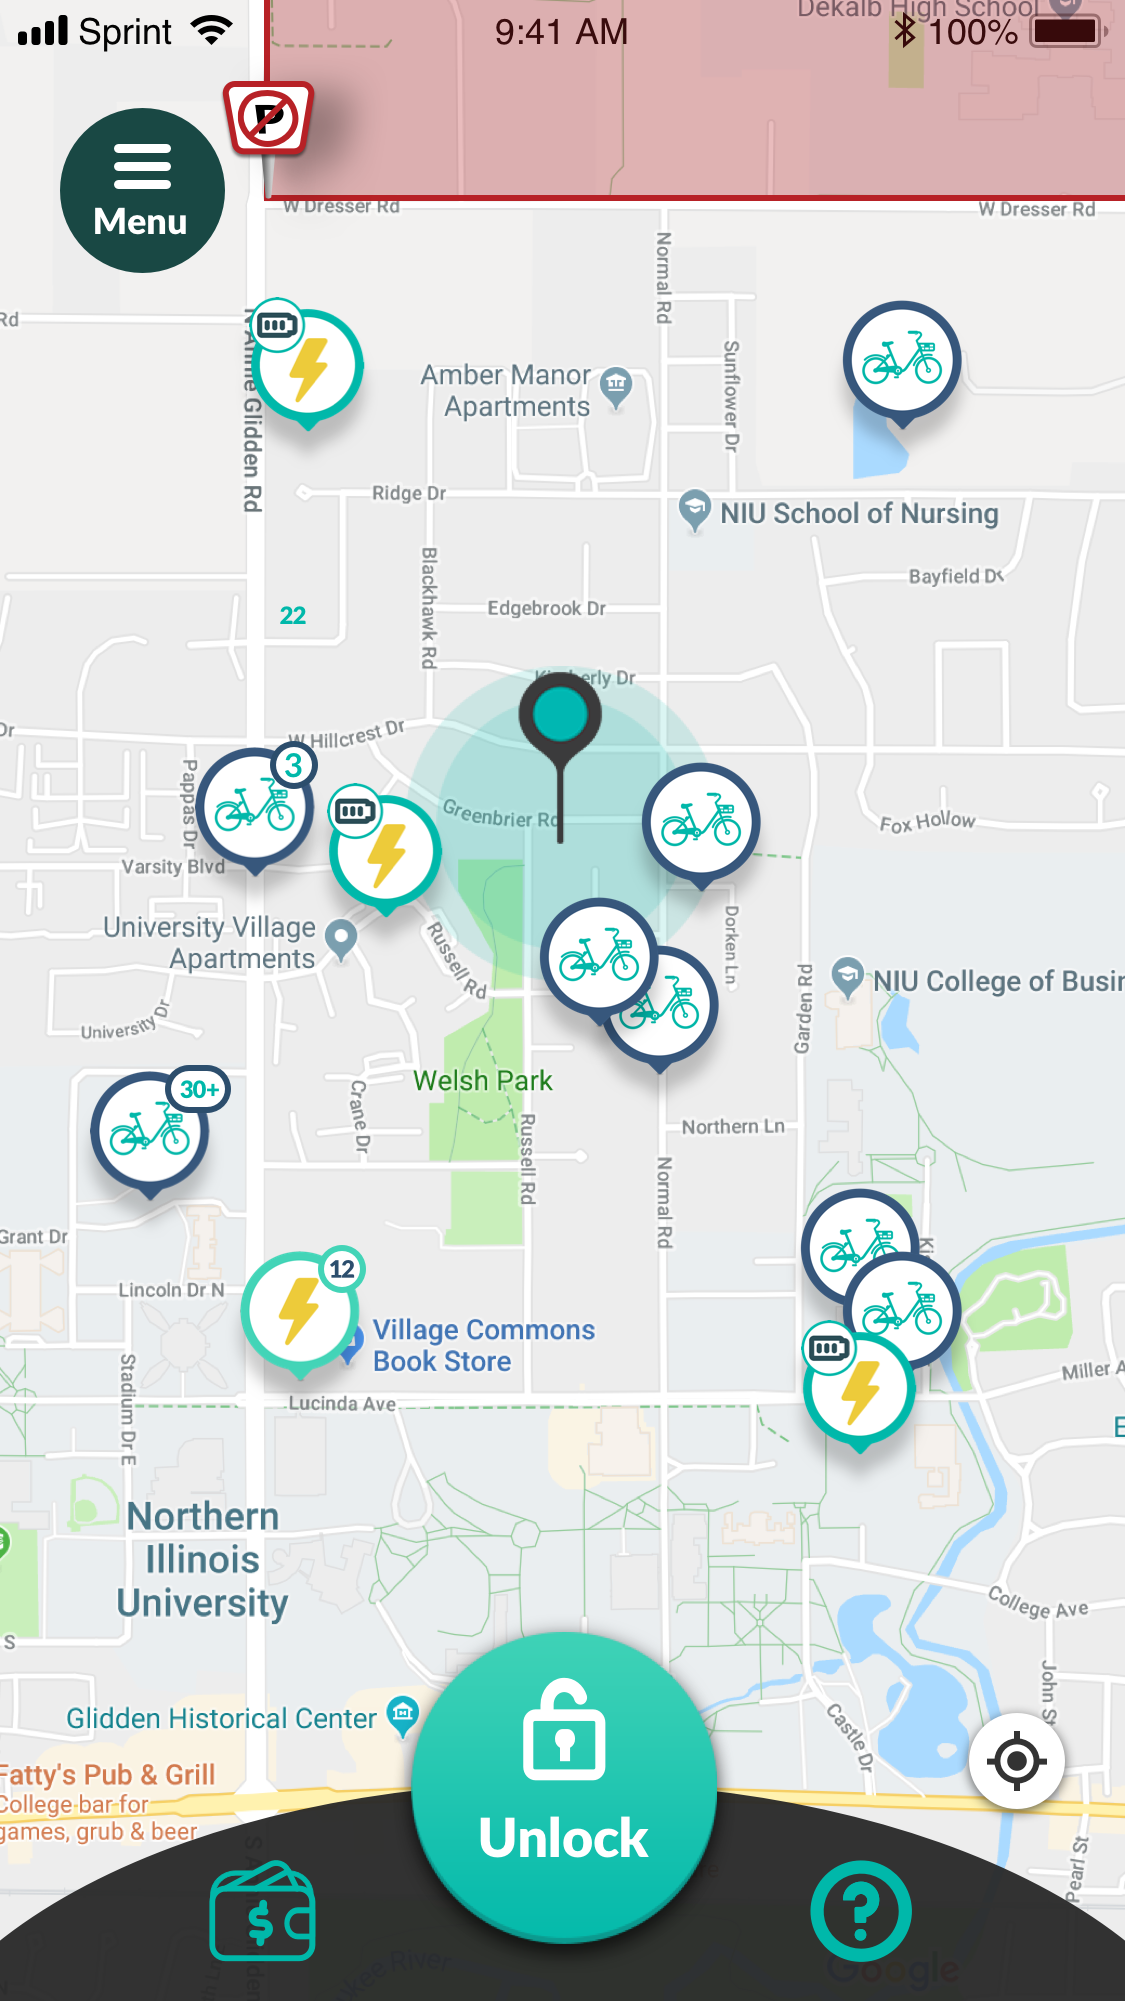 Sprint
9:41 AM
100%
Dekalb High School
P
Menu
W Dresser Rd
W Dresser Rd
Rd
N Annie Glidden Rd
Normal Rd
Sunflower Dr
Amber Manor
Apartments
Ridge Dr
NIU School of Nursing
Blackhawk Rd
Bayfield Dr
22
Edgebrook Dr
Kimberly Dr
Dr
W Hillcrest Dr
3
Pappas Dr
Greenbrier Rd
Fox Hollow
Varsity Blvd
University Village
Apartments
Russell Rd
Dorken Ln
Garden Rd
NIU College of Busin
University Dr
30+
Welsh Park
Crane Dr
Russell Rd
Northern Ln
Normal Rd
Grant Dr
Ki
Lincoln Dr N
12
Village Commons
Book Store
Stadium Dr E
Miller A
Lucinda Ave
E
Northern
Illinois
University
S
College Ave
John St
Glidden Historical Center
Castle Dr
Fatty's Pub & Grill
College bar for
games, grub & beer
Unlock
Pearl St
$
?
Google